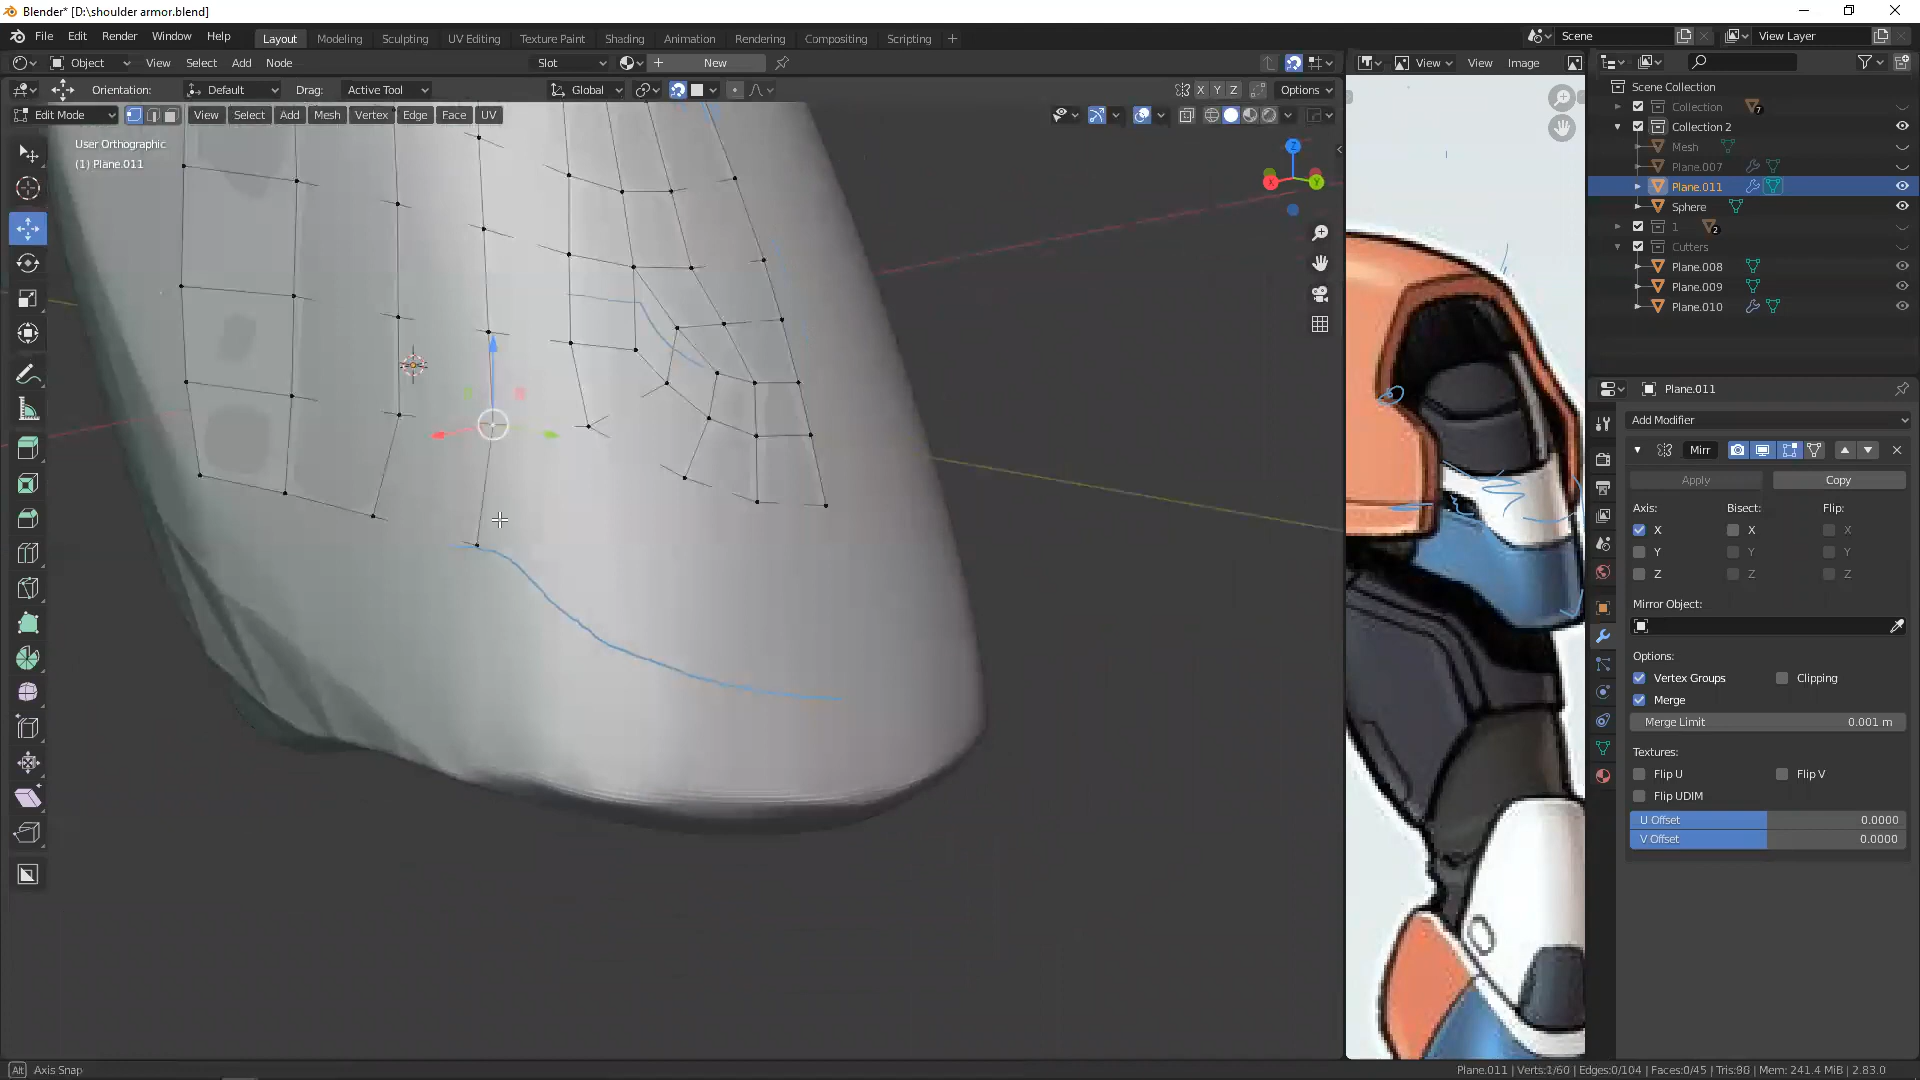 Blender* [D:\shoulder armor.blend]
File Edit Render Window Help
Layout Modeling Sculpting UV Editing Texture Paint Shading Animation Rendering Compositing Scripting
Scene View Layer
Object View Select Add Node Slot New
View View Image
Orientation: Default Drag: Active Tool Global X Y Z Options
Edit Mode View Select Add Mesh Vertex Edge Face UV
User Orthographic
(1) Plane.011
Z
X
Y
Scene Collection
Collection 7
Collection 2
Mesh
Plane.007
Plane.011
Sphere
1 2
Cutters
Plane.008
Plane.009
Plane.010
Plane.011
Add Modifier
Mirr
Apply Copy
Axis: Bisect: Flip:
X X X
Y Y Y
Z Z Z
Mirror Object:
Options:
Vertex Groups Clipping
Merge
Merge Limit 0.001 m
Textures:
Flip U Flip V
Flip UDIM
U Offset 0.0000
V Offset 0.0000
Alt Axis Snap
Plane.011 | Verts:1/60 | Edges:0/104 | Faces:0/45 | Tris:90 | Mem: 241.4 MiB | 2.83.0